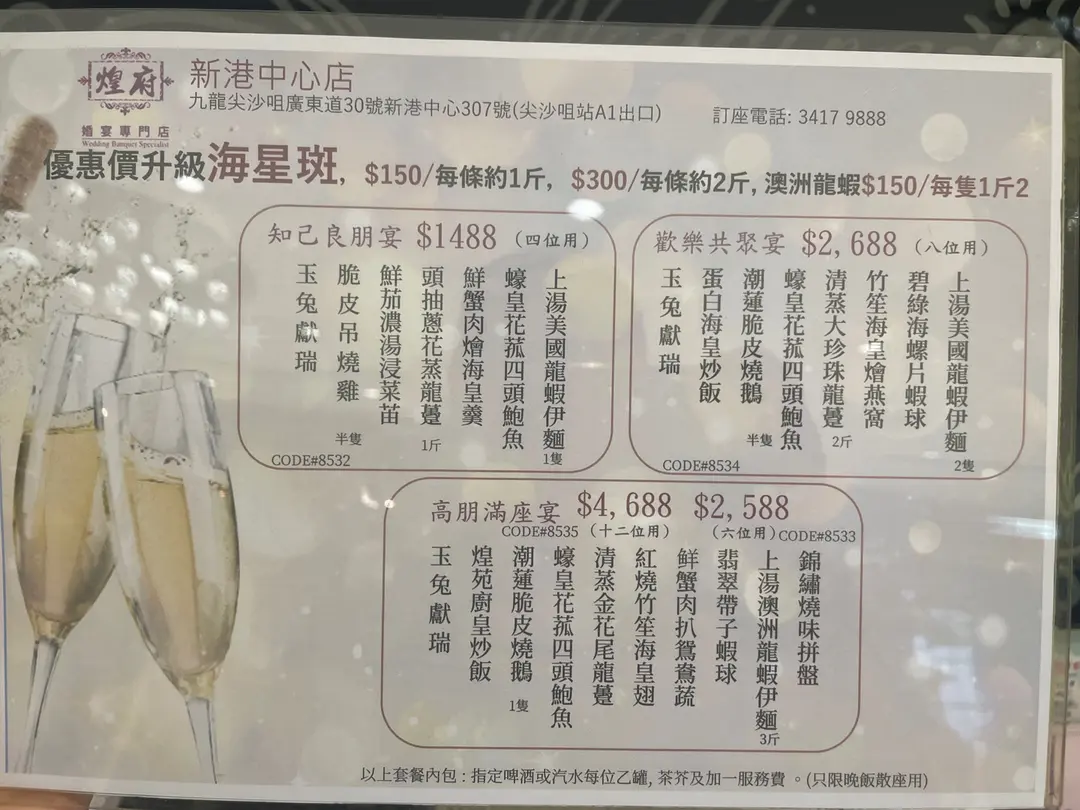 煌府
婚宴專門店
Wedding Banquet Specialist
新港中心店
九龍尖沙咀廣東道30號新港中心307號(尖沙咀站A1出口)
訂座電話: 3417 9888
優惠價升級海星斑, $150/每條約1斤, $300/每條約2斤, 澳洲龍蝦$150/每隻1斤2
知己良朋宴 $1488 (四位用)
上湯美國龍蝦伊麵 1隻
蠔皇花菰四頭鮑魚
鮮蟹肉燴海皇羹
頭抽蔥花蒸龍躉 1斤
鮮茄濃湯浸菜苗
脆皮吊燒雞 半隻
玉兔獻瑞
CODE#8532
歡樂共聚宴 $2,688 (八位用)
上湯美國龍蝦伊麵 2隻
碧綠海螺片蝦球
竹笙海皇燴燕窩
清蒸大珍珠龍躉 2斤
蠔皇花菰四頭鮑魚
潮蓮脆皮燒鵝 半隻
蛋白海皇炒飯
玉兔獻瑞
CODE#8534
高朋滿座宴 $4,688 $2,588
CODE#8535 (十二位用) (六位用) CODE#8533
錦繡燒味拼盤
上湯澳洲龍蝦伊麵 3斤
翡翠帶子蝦球
鮮蟹肉扒鴛鴦蔬
紅燒竹笙海皇翅
清蒸金花尾龍躉
蠔皇花菰四頭鮑魚
潮蓮脆皮燒鵝 1隻
煌苑廚皇炒飯
玉兔獻瑞
以上套餐內包 : 指定啤酒或汽水每位乙罐, 茶芥及加一服務費 。(只限晚飯散座用)